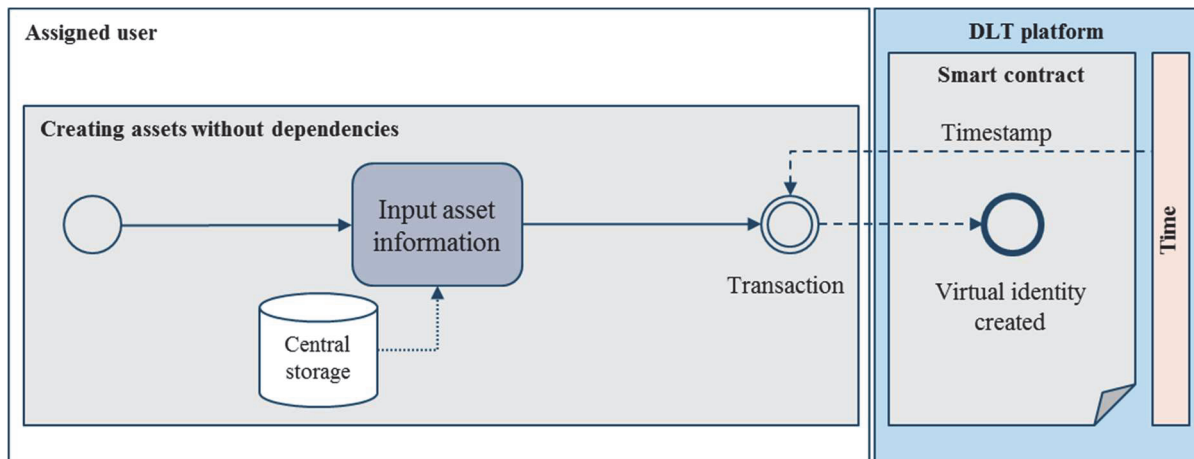 Assigned user
DLT platform
Smart contract
Creating assets without dependencies
Timestamp
Input asset
information
Time
Transaction
Virtual identity
created
Central
storage